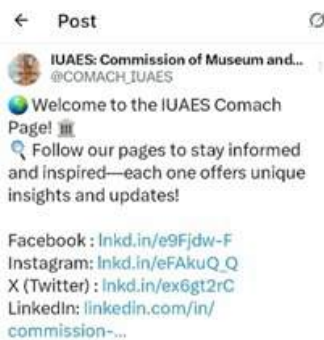 Post
IUAES: Commission of Museum and...
@COMACH_IUAES
🌍 Welcome to the IUAES Comach
Page! 🏛️
🔍 Follow our pages to stay informed
and inspired—each one offers unique
insights and updates!
Facebook : lnkd.in/e9Fjdw-F
Instagram: lnkd.in/eFAkuQ_Q
X (Twitter) : lnkd.in/ex6gt2rC
LinkedIn: linkedin.com/in/
commission-...